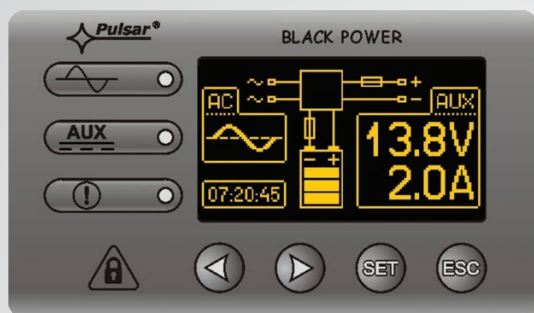 Pulsar®
BLACK POWER
AC
~
~
+
−
AUX
AUX
13.8V
2.0A
− +
07:20:45
SET
ESC